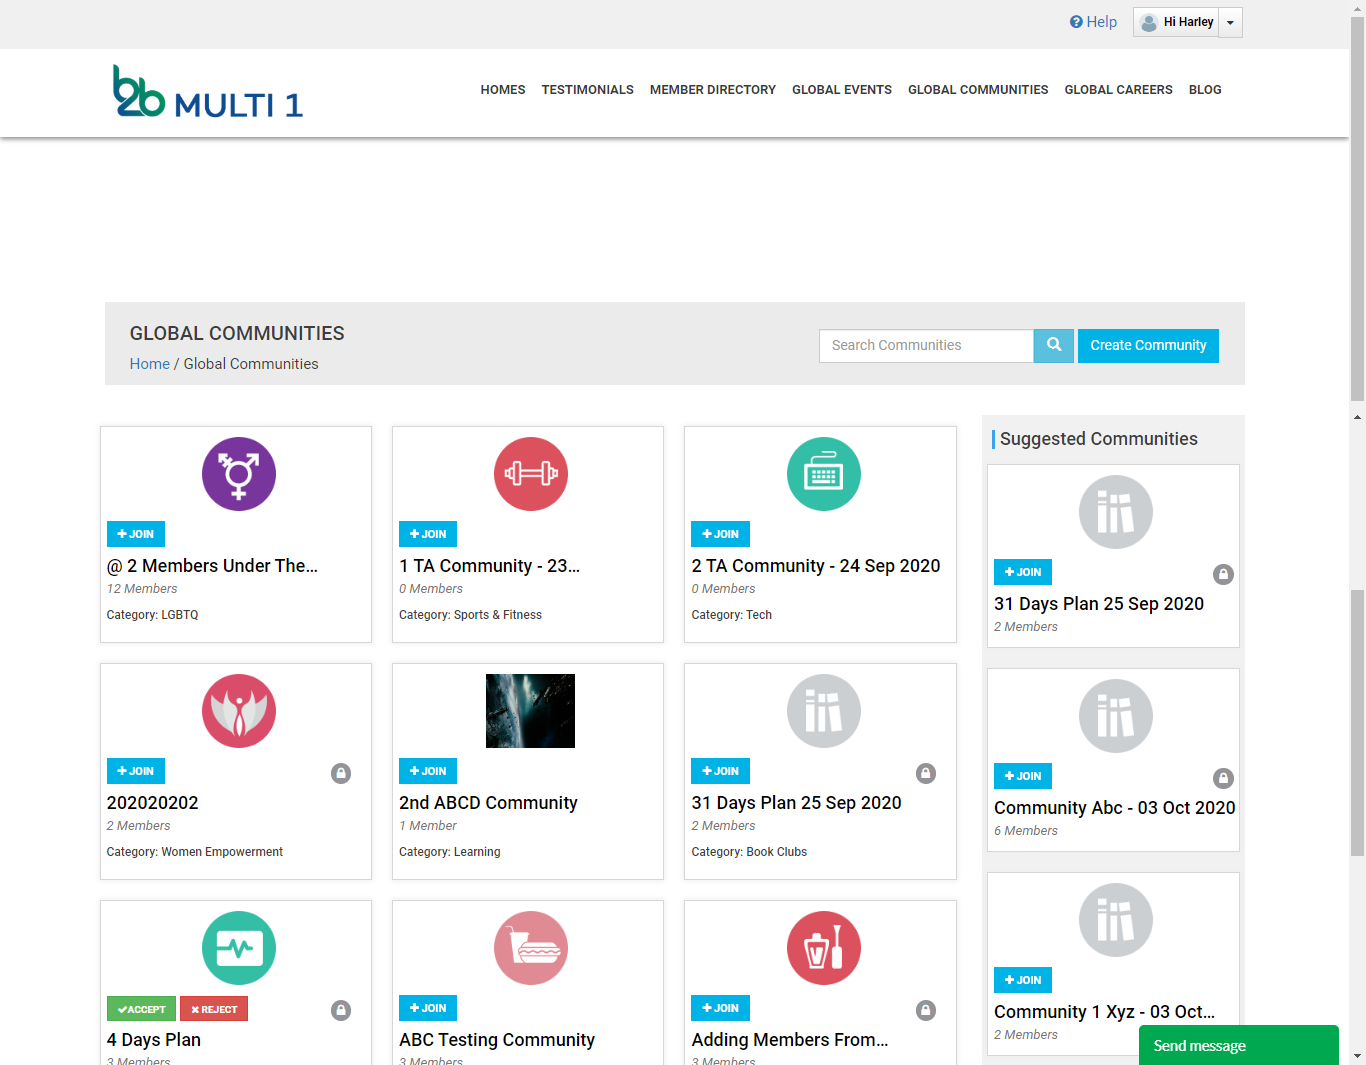 Help
Hi Harley
b2b MULTI 1
HOMES TESTIMONIALS MEMBER DIRECTORY GLOBAL EVENTS GLOBAL COMMUNITIES GLOBAL CAREERS BLOG
GLOBAL COMMUNITIES
Home / Global Communities
Search Communities
Create Community
JOIN
@ 2 Members Under The...
12 Members
Category: LGBTQ
JOIN
1 TA Community - 23...
0 Members
Category: Sports & Fitness
JOIN
2 TA Community - 24 Sep 2020
0 Members
Category: Tech
JOIN
202020202
2 Members
Category: Women Empowerment
JOIN
2nd ABCD Community
1 Member
Category: Learning
JOIN
31 Days Plan 25 Sep 2020
2 Members
Category: Book Clubs
ACCEPT REJECT
4 Days Plan
3 Members
JOIN
ABC Testing Community
3 Members
JOIN
Adding Members From...
3 Members
Suggested Communities
JOIN
31 Days Plan 25 Sep 2020
2 Members
JOIN
Community Abc - 03 Oct 2020
6 Members
JOIN
Community 1 Xyz - 03 Oct...
2 Members
Send message